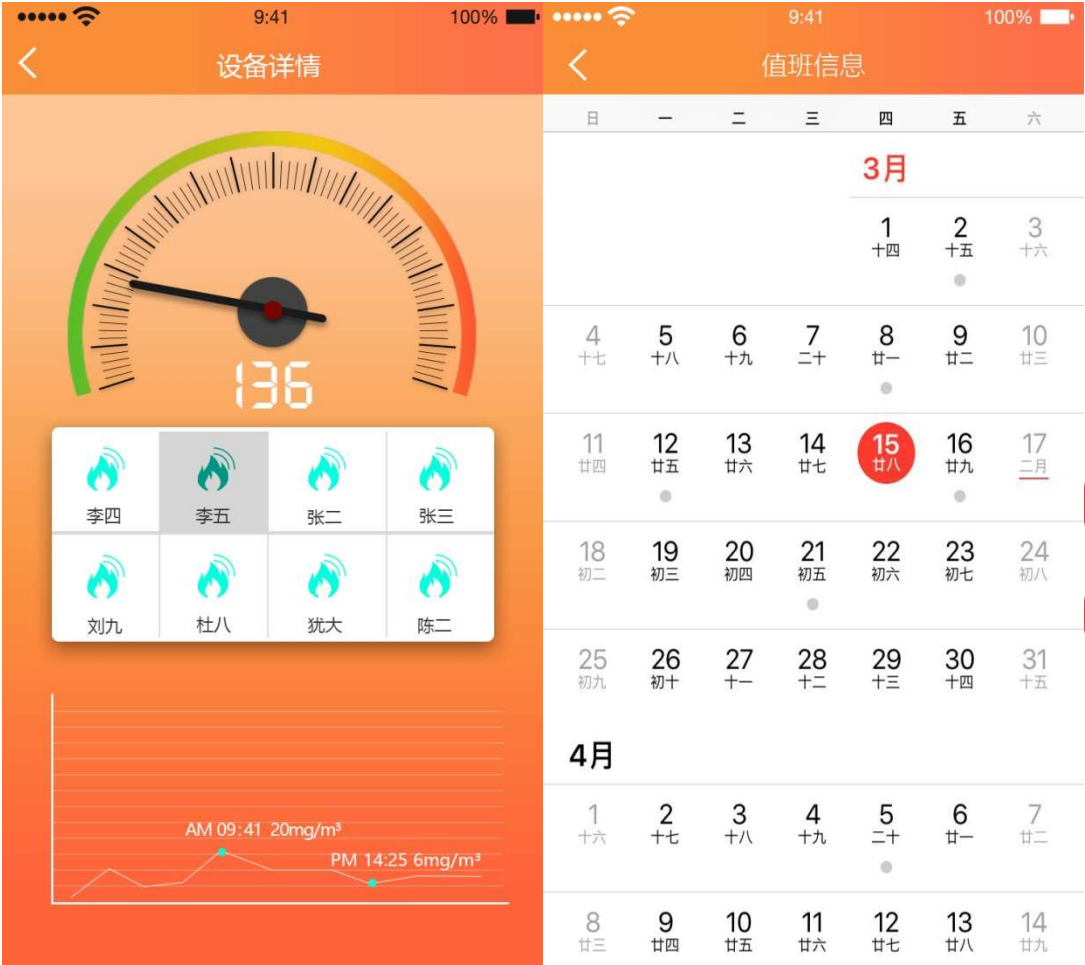 9:41
100%
设备详情
136
李四
李五
张二
张三
刘九
杜八
犹大
陈二
AM 09:41 20mg/m³
PM 14:25 6mg/m³
9:41
100%
值班信息
日 一 二 三 四 五 六
3月
1 2 3
十四 十五 十六
4 5 6 7 8 9 10
十七 十八 十九 二十 廿一 廿二 廿三
11 12 13 14 15 16 17
廿四 廿五 廿六 廿七 廿八 廿九 二月
18 19 20 21 22 23 24
初二 初三 初四 初五 初六 初七 初八
25 26 27 28 29 30 31
初九 初十 十一 十二 十三 十四 十五
4月
1 2 3 4 5 6 7
十六 十七 十八 十九 二十 廿一 廿二
8 9 10 11 12 13 14
廿三 廿四 廿五 廿六 廿七 廿八 廿九